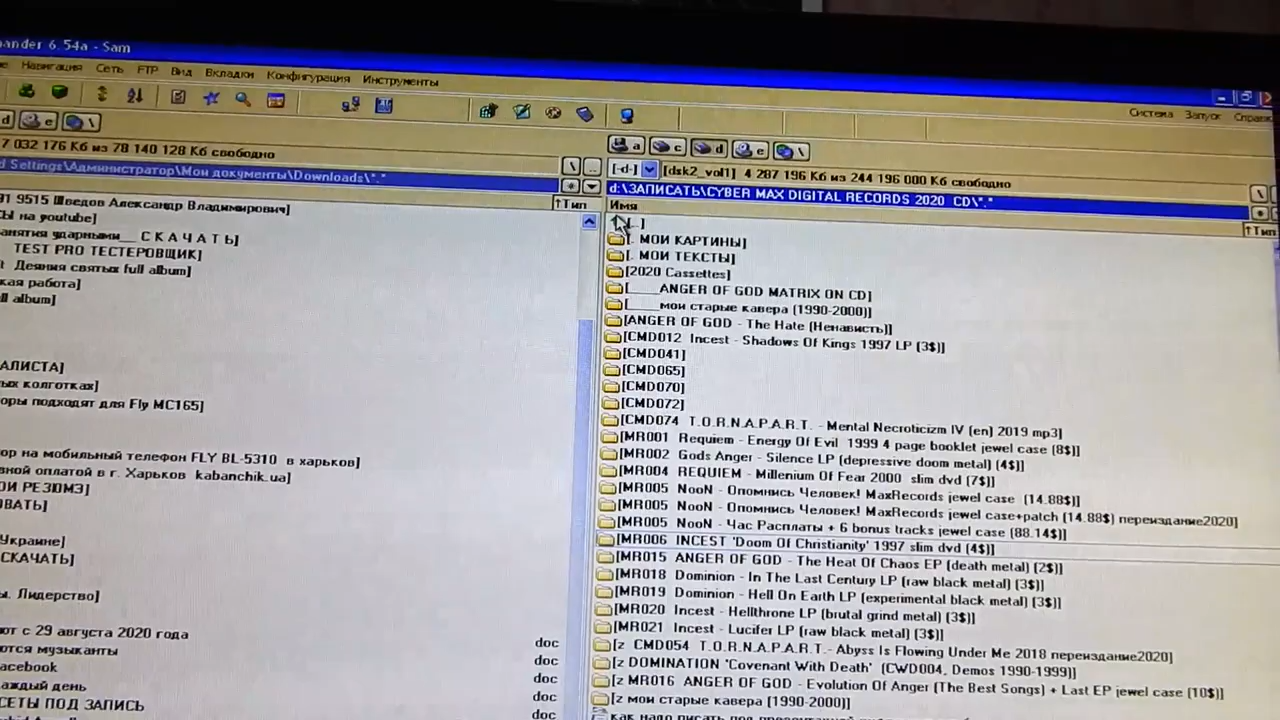 ander 6.54a - Sam
Навигация Сеть FTP Вид Вкладки Конфигурация Инструменты
Система Запуск Справк
d e \
7 032 176 Кб из 78 140 128 Кб свободно
d Settings\Администратор\Мои документы\Downloads\*.*
↑Тип
91 9515 Шведов Александр Владимирович]
Ы на youtube]
анятия ударными__ С К А Ч А Т Ь]
TEST PRO ТЕСТЕРОВЩИК]
t Деяния святых full album]
кая работа]
ll album]
АЛИСТА]
ых колготках]
оры подходят для Fly MC165]
ор на мобильный телефон FLY BL-5310 в харьков]
вной оплатой в г. Харьков kabanchik.ua]
ОИ РЕЗЮМЭ]
ОВАТЬ]
Украине]
СКАЧАТЬ]
ы. Лидерство]
ют с 29 августа 2020 года
ются музыканты doc
acebook doc
аждый день doc
СЕТЫ ПОД ЗАПИСЬ doc
doc
a c d e \
[-d-] [dsk2_vol1] 4 287 196 Кб из 244 196 000 Кб свободно
d:\ЗАПИСАТЬ\CYBER MAX DIGITAL RECORDS 2020 CD\*.*
Имя ↑Тип
[..]
[. МОИ КАРТИНЫ]
[. МОИ ТЕКСТЫ]
[2020 Cassettes]
[____ANGER OF GOD MATRIX ON CD]
[____мои старые кавера (1990-2000)]
[ANGER OF GOD - The Hate (Ненависть)]
[CMD012 Incest - Shadows Of Kings 1997 LP (3$)]
[CMD041]
[CMD065]
[CMD070]
[CMD072]
[CMD074 T.O.R.N.A.P.A.R.T. - Mental Necroticizm IV (en) 2019 mp3]
[MR001 Requiem - Energy Of Evil 1999 4 page booklet jewel case (8$)]
[MR002 Gods Anger - Silence LP (depressive doom metal) (4$)]
[MR004 REQUIEM - Millenium Of Fear 2000 slim dvd (7$)]
[MR005 NooN - Опомнись Человек! MaxRecords jewel case (14.88$)]
[MR005 NooN - Опомнись Человек! MaxRecords jewel case+patch (14.88$) переиздание2020]
[MR005 NooN - Час Расплаты + 6 bonus tracks jewel case (88.14$)]
[MR006 INCEST 'Doom Of Christianity' 1997 slim dvd (4$)]
[MR015 ANGER OF GOD - The Heat Of Chaos EP (death metal) (2$)]
[MR018 Dominion - In The Last Century LP (raw black metal) (3$)]
[MR019 Dominion - Hell On Earth LP (experimental black metal) (3$)]
[MR020 Incest - Hellthrone LP (brutal grind metal) (3$)]
[MR021 Incest - Lucifer LP (raw black metal) (3$)]
[z CMD054 T.O.R.N.A.P.A.R.T.- Abyss Is Flowing Under Me 2018 переиздание2020]
[z DOMINATION 'Covenant With Death' (CWD004, Demos 1990-1999)]
[z MR016 ANGER OF GOD - Evolution Of Anger (The Best Songs) + Last EP jewel case (10$)]
[z мои старые кавера (1990-2000)]
как надо писать под